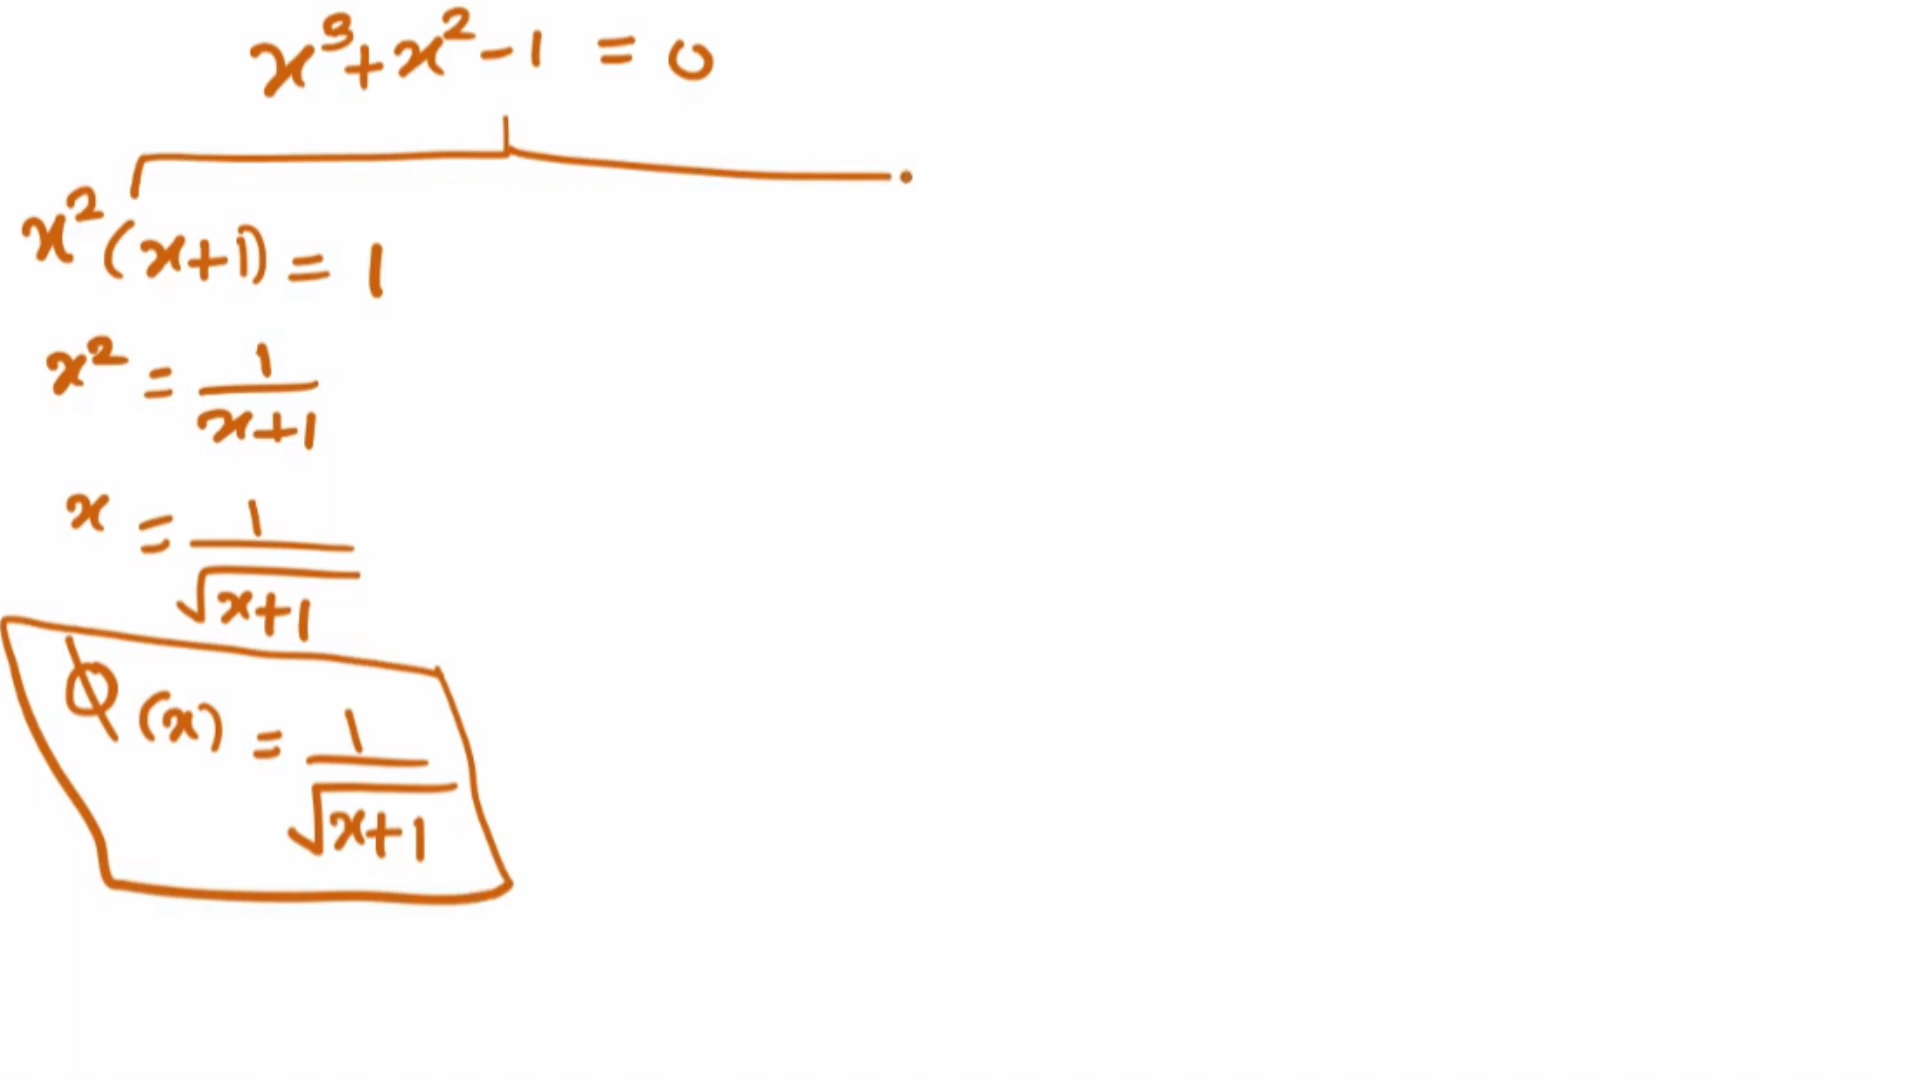 x³ + x² - 1 = 0
x²(x+1) = 1
x² = 1/(x+1)
x = 1/√(x+1)
ϕ(x) = 1/√(x+1)